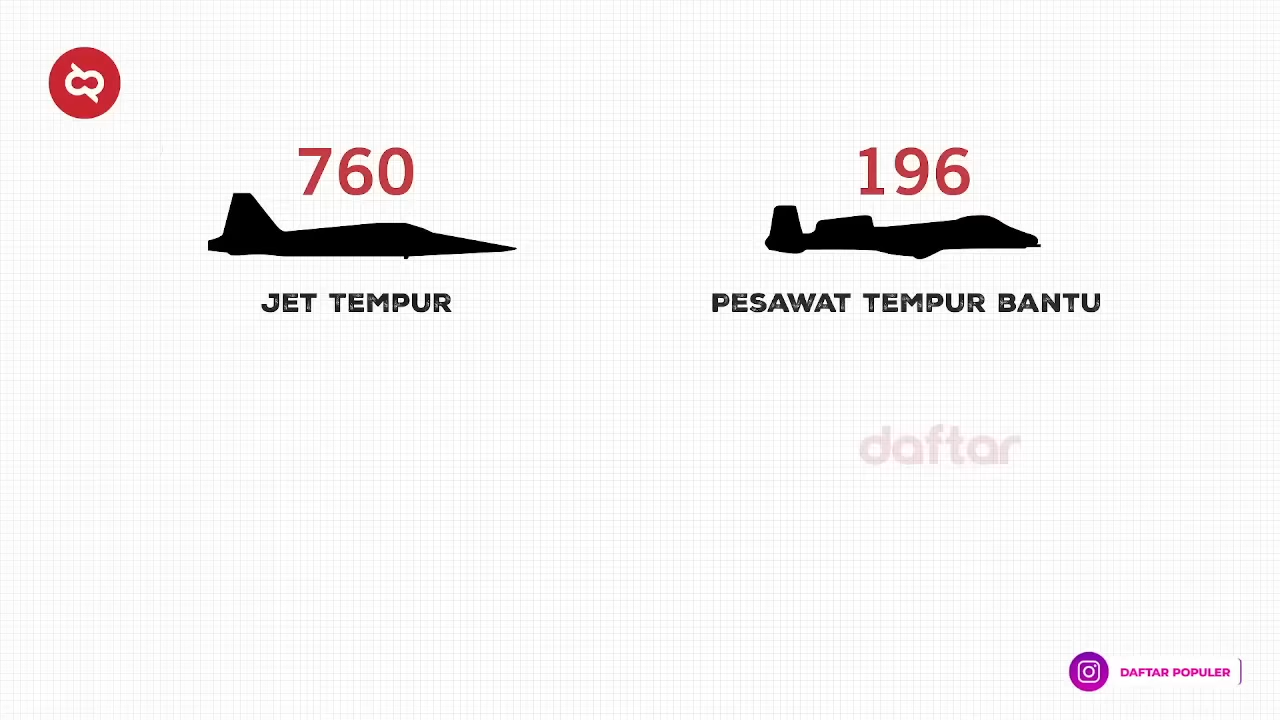 760
196
JET TEMPUR
PESAWAT TEMPUR BANTU
daftar
DAFTAR POPULER